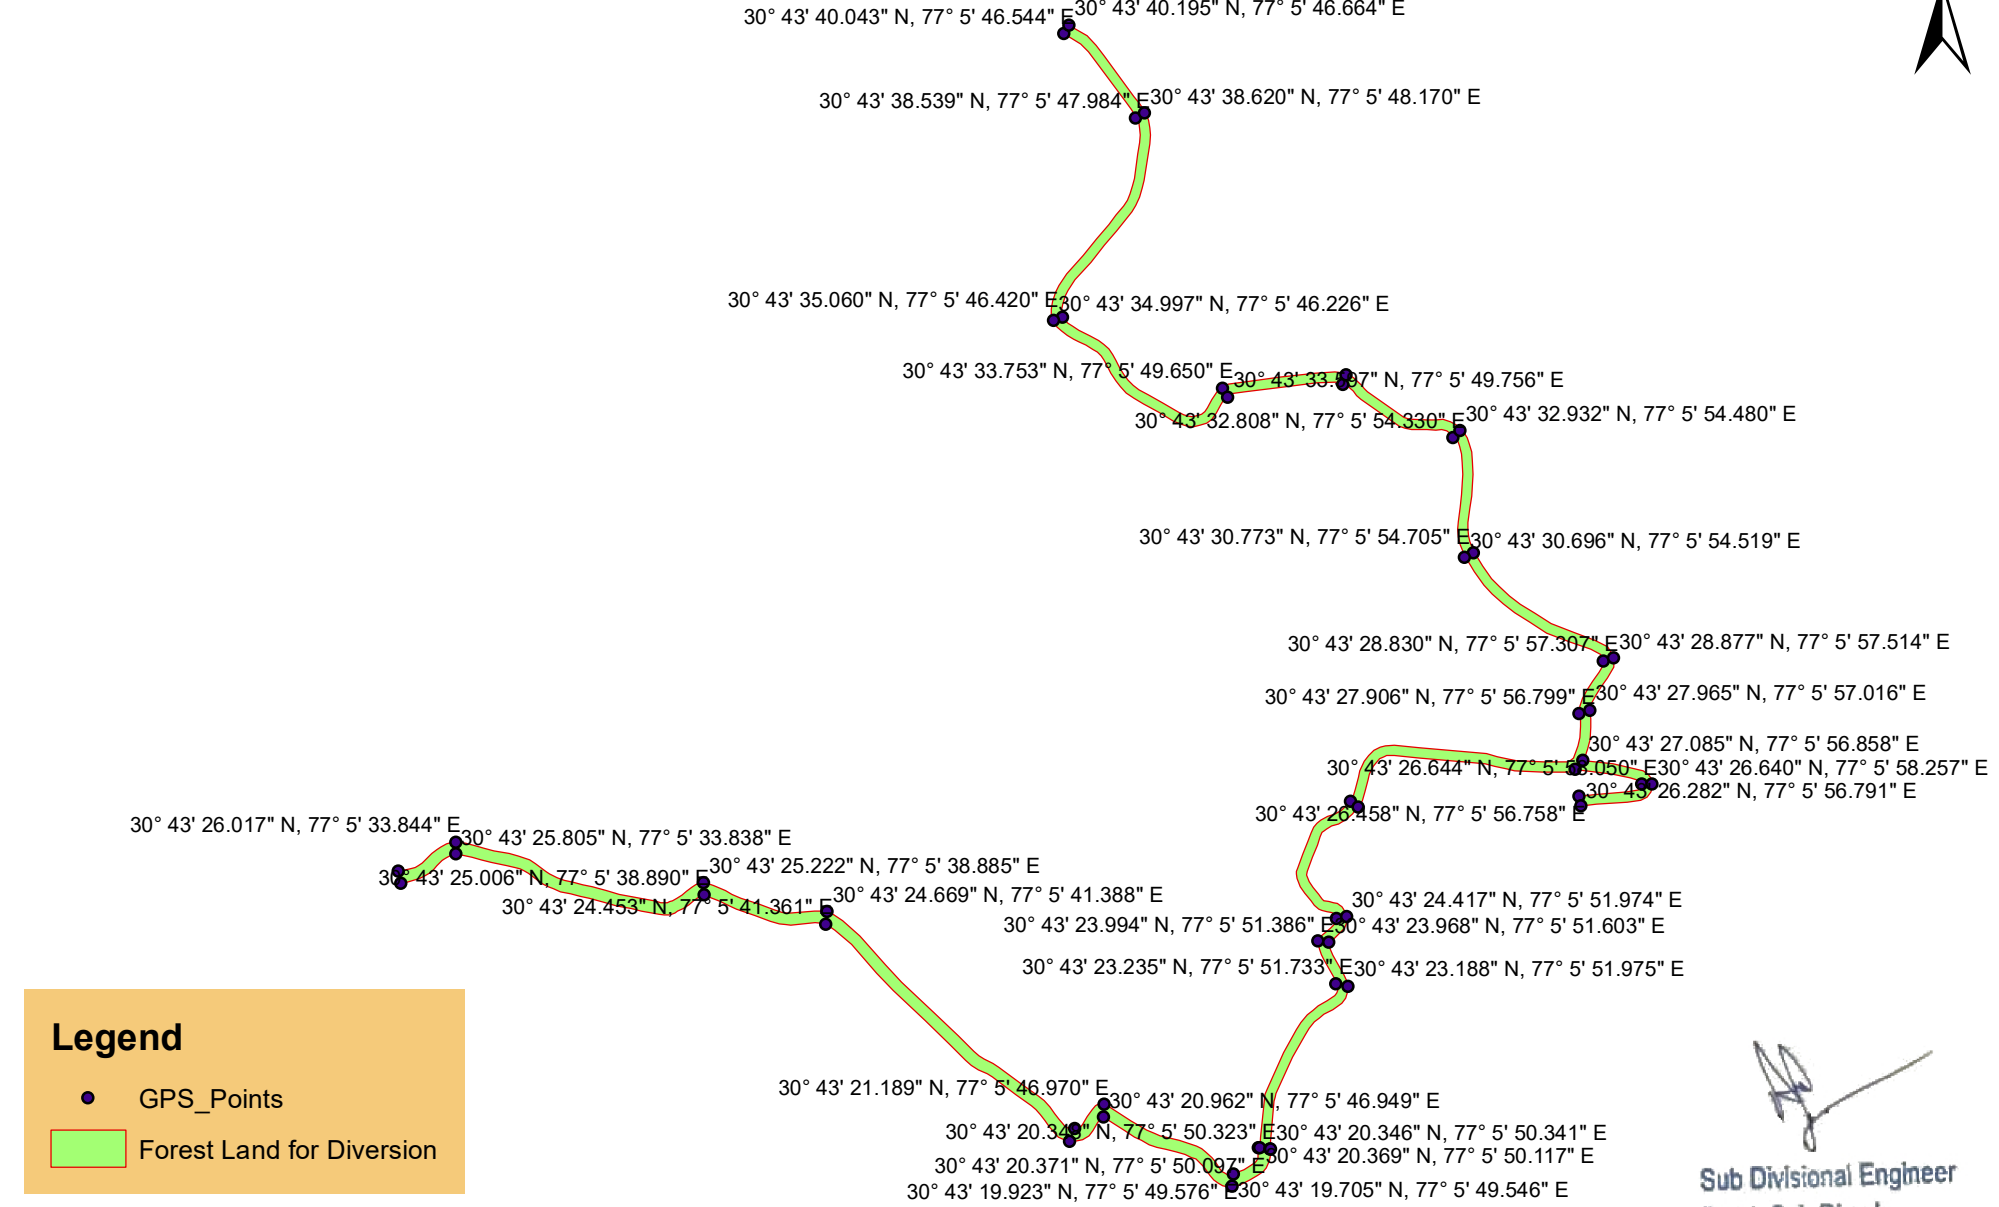 30° 43' 40.043" N, 77° 5' 46.544" E
30° 43' 40.195" N, 77° 5' 46.664" E
30° 43' 38.539" N, 77° 5' 47.984" E
30° 43' 38.620" N, 77° 5' 48.170" E
30° 43' 35.060" N, 77° 5' 46.420" E
30° 43' 34.997" N, 77° 5' 46.226" E
30° 43' 33.753" N, 77° 5' 49.650" E
30° 43' 33.597" N, 77° 5' 49.756" E
30° 43' 32.808" N, 77° 5' 54.330" E
30° 43' 32.932" N, 77° 5' 54.480" E
30° 43' 30.773" N, 77° 5' 54.705" E
30° 43' 30.696" N, 77° 5' 54.519" E
30° 43' 28.830" N, 77° 5' 57.307" E
30° 43' 28.877" N, 77° 5' 57.514" E
30° 43' 27.906" N, 77° 5' 56.799" E
30° 43' 27.965" N, 77° 5' 57.016" E
30° 43' 27.085" N, 77° 5' 56.858" E
30° 43' 26.644" N, 77° 5' 58.050" E
30° 43' 26.640" N, 77° 5' 58.257" E
30° 43' 26.282" N, 77° 5' 56.791" E
30° 43' 26.458" N, 77° 5' 56.758" E
30° 43' 26.017" N, 77° 5' 33.844" E
30° 43' 25.805" N, 77° 5' 33.838" E
30° 43' 25.222" N, 77° 5' 38.885" E
30° 43' 25.006" N, 77° 5' 38.890" E
30° 43' 24.669" N, 77° 5' 41.388" E
30° 43' 24.453" N, 77° 5' 41.361" E
30° 43' 24.417" N, 77° 5' 51.974" E
30° 43' 23.994" N, 77° 5' 51.386" E
30° 43' 23.968" N, 77° 5' 51.603" E
30° 43' 23.235" N, 77° 5' 51.733" E
30° 43' 23.188" N, 77° 5' 51.975" E
30° 43' 21.189" N, 77° 5' 46.970" E
30° 43' 20.962" N, 77° 5' 46.949" E
30° 43' 20.348" N, 77° 5' 50.323" E
30° 43' 20.346" N, 77° 5' 50.341" E
30° 43' 20.371" N, 77° 5' 50.097" E
30° 43' 20.369" N, 77° 5' 50.117" E
30° 43' 19.923" N, 77° 5' 49.576" E
30° 43' 19.705" N, 77° 5' 49.546" E
Legend
GPS_Points
Forest Land for Diversion
Sub Divisional Engineer